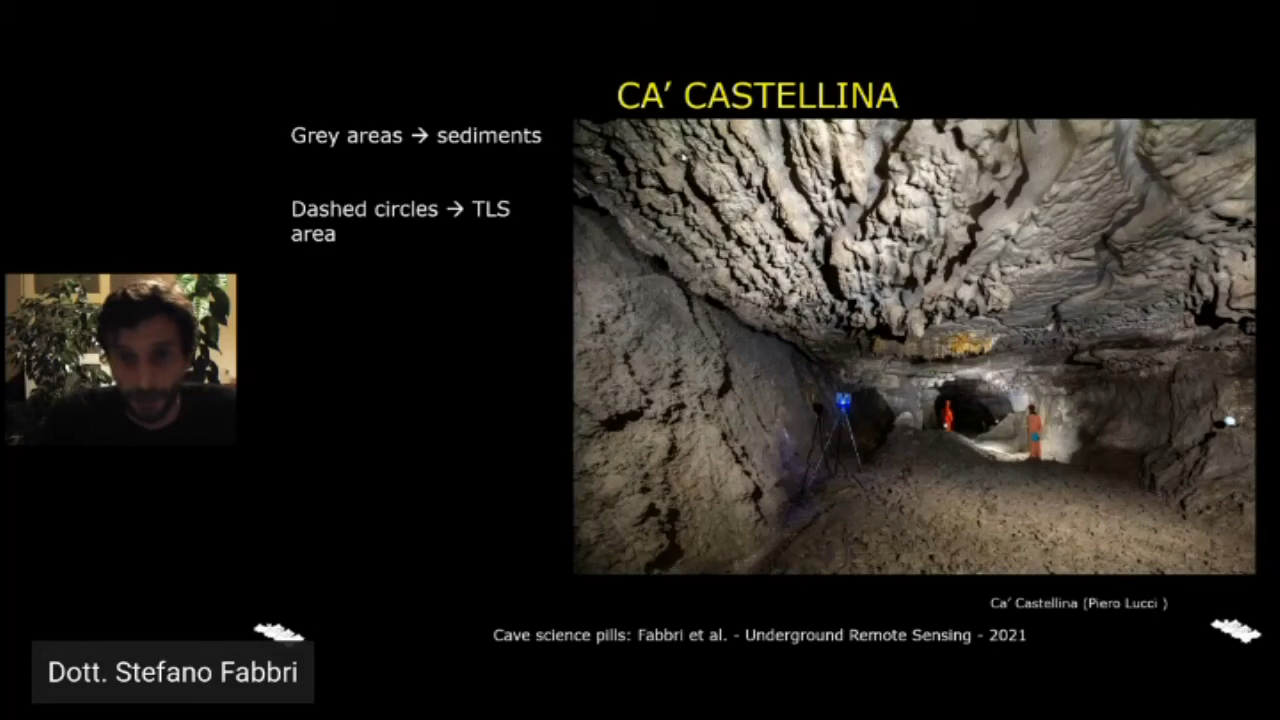 CA’ CASTELLINA
Grey areas → sediments
Dashed circles → TLS
area
Ca’ Castellina (Piero Lucci )
Cave science pills: Fabbri et al. - Underground Remote Sensing - 2021
Dott. Stefano Fabbri